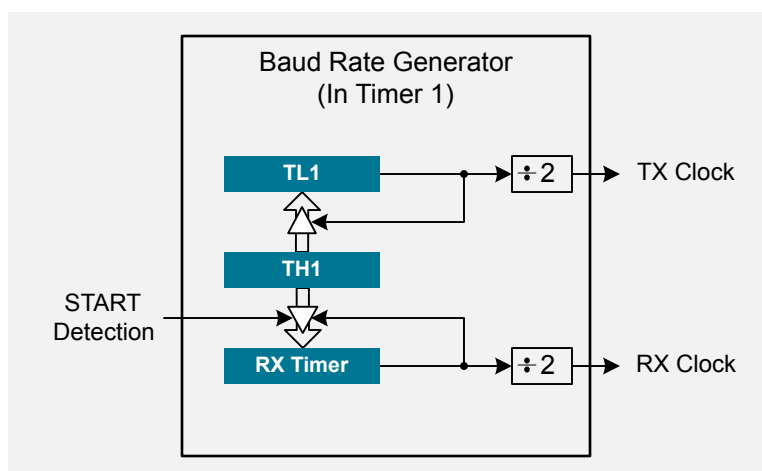 Baud Rate Generator
(In Timer 1)
TL1
÷2
TX Clock
TH1
START
Detection
RX Timer
÷2
RX Clock